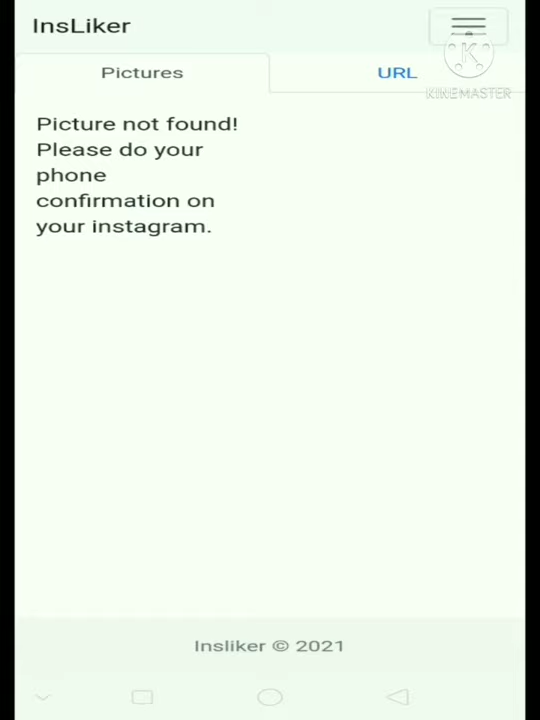 InsLiker
K
KINEMASTER
Pictures
URL
Picture not found!
Please do your
phone
confirmation on
your instagram.
Insliker © 2021